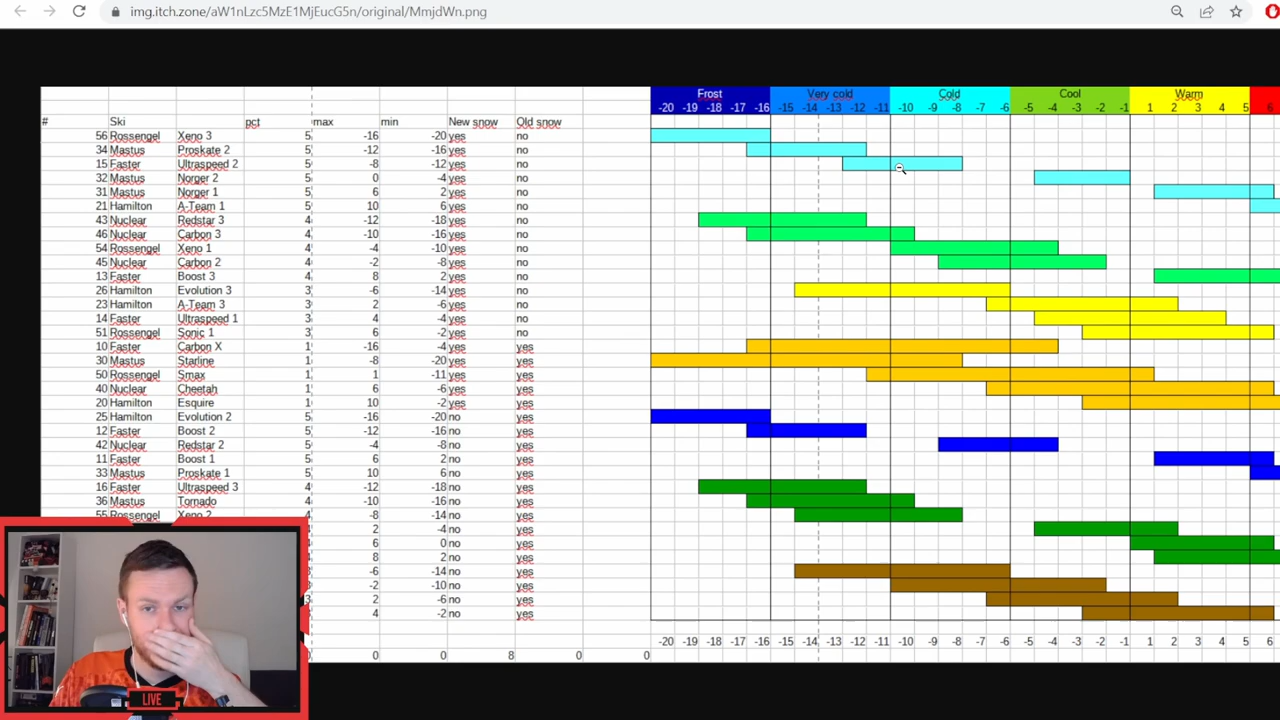 img.itch.zone/aW1nLzc5MzE1MjEucG5n/original/MmjdWn.png
Frost Very cold Cold Cool Warm
-20 -19 -18 -17 -16 -15 -14 -13 -12 -11 -10 -9 -8 -7 -6 -5 -4 -3 -2 -1 1 2 3 4 5 6
# Ski pct max min New snow Old snow
56 Rossengel Xeno 3 5 -16 -20 yes no
34 Mastus Proskate 2 5 -12 -16 yes no
15 Faster Ultraspeed 2 5 -8 -12 yes no
32 Mastus Norger 2 5 0 -4 yes no
31 Mastus Norger 1 5 6 2 yes no
21 Hamilton A-Team 1 5 10 6 yes no
43 Nuclear Redstar 3 4 -12 -18 yes no
46 Nuclear Carbon 3 4 -10 -16 yes no
54 Rossengel Xeno 1 4 -4 -10 yes no
45 Nuclear Carbon 2 4 -2 -8 yes no
13 Faster Boost 3 4 8 2 yes no
26 Hamilton Evolution 3 3 -6 -14 yes no
23 Hamilton A-Team 3 3 2 -6 yes no
14 Faster Ultraspeed 1 3 4 -4 yes no
51 Rossengel Sonic 1 3 6 -2 yes no
10 Faster Carbon X 1 -16 -4 yes yes
30 Mastus Starline 1 -8 -20 yes yes
50 Rossengel Smax 1 1 -11 yes yes
40 Nuclear Cheetah 1 6 -6 yes yes
20 Hamilton Esquire 1 10 -2 yes yes
25 Hamilton Evolution 2 5 -16 -20 no yes
12 Faster Boost 2 5 -12 -16 no yes
42 Nuclear Redstar 2 5 -4 -8 no yes
11 Faster Boost 1 5 6 2 no yes
33 Mastus Proskate 1 5 10 6 no yes
16 Faster Ultraspeed 3 4 -12 -18 no yes
36 Mastus Tornado 4 -10 -16 no yes
55 Rossengel Xeno 2 4 -8 -14 no yes
2 -4 no yes
6 0 no yes
8 2 no yes
-6 -14 no yes
-2 -10 no yes
3 2 -6 no yes
4 -2 no yes
-20 -19 -18 -17 -16 -15 -14 -13 -12 -11 -10 -9 -8 -7 -6 -5 -4 -3 -2 -1 1 2 3 4 5 6
0 0 8 0 0
LIVE